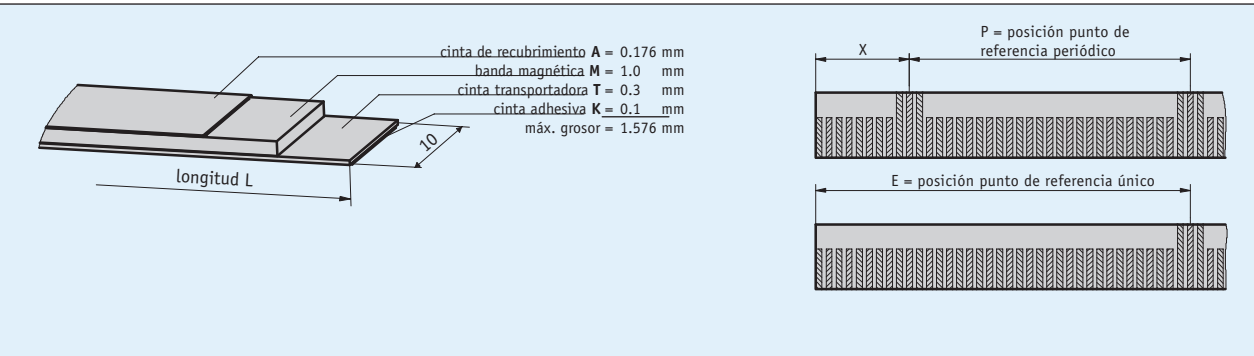 cinta de recubrimiento A = 0.176 mm
banda magnética M = 1.0 mm
cinta transportadora T = 0.3 mm
cinta adhesiva K = 0.1 mm
máx. grosor = 1.576 mm
10
longitud L
P = posición punto de
referencia periódico
X
E = posición punto de referencia único